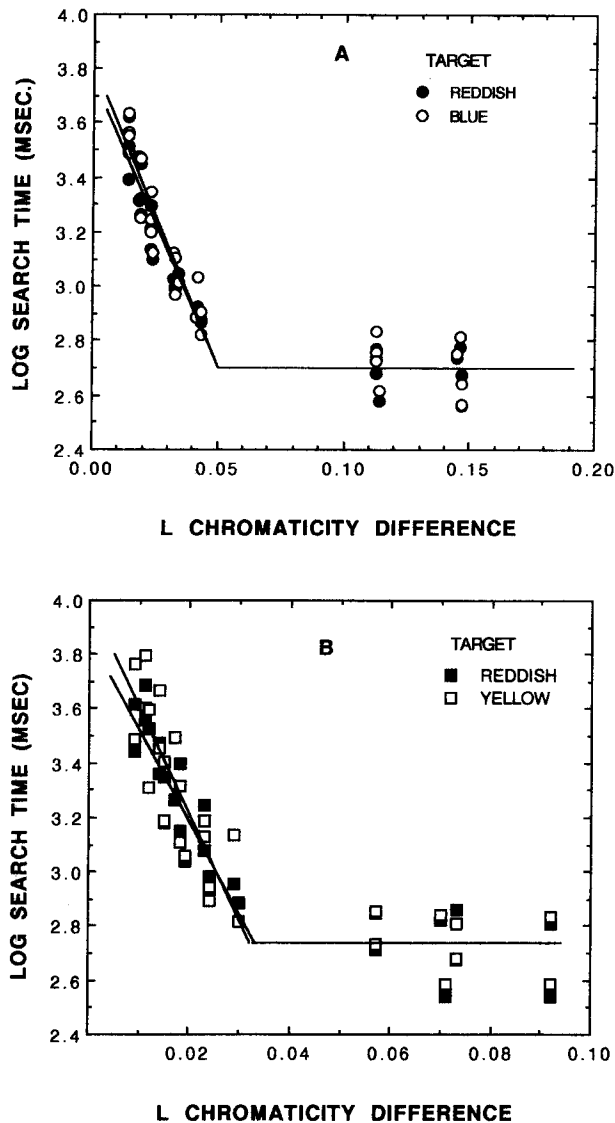 A
TARGET
REDDISH
BLUE
LOG SEARCH TIME (MSEC.)
4.0
3.8
3.6
3.4
3.2
3.0
2.8
2.6
2.4
0.00
0.05
0.10
0.15
0.20
L CHROMATICITY DIFFERENCE
B
TARGET
REDDISH
YELLOW
LOG SEARCH TIME (MSEC)
4.0
3.8
3.6
3.4
3.2
3.0
2.8
2.6
2.4
0.02
0.04
0.06
0.08
0.10
L CHROMATICITY DIFFERENCE